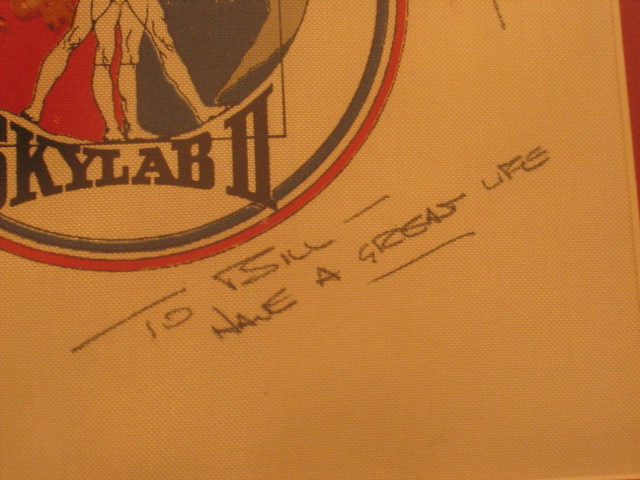 SKYLAB II
TO BILL
HAVE A GREAT LIFE